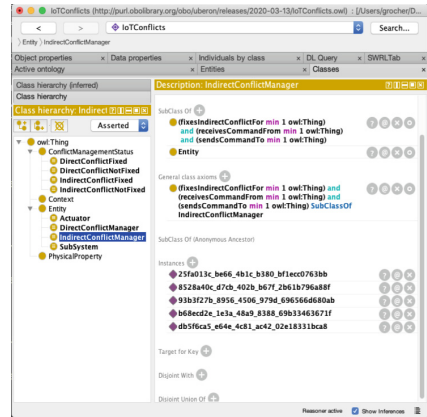 IoTConflicts (http://purl.obolibrary.org/obo/uberon/releases/2020-03-13/IoTConflicts.owl) : [/Users/grocher/D...
< > IoTConflicts Search...
Entity IndirectConflictManager
Object properties × Data properties × Individuals by class × DL Query × SWRLTab ×
Active ontology × Entities × Classes ×
Class hierarchy (inferred)
Class hierarchy
Class hierarchy: Indirect
Asserted
owl:Thing
ConflictManagementStatus
DirectConflictFixed
DirectConflictNotFixed
IndirectConflictFixed
IndirectConflictNotFixed
Context
Entity
Actuator
DirectConflictManager
IndirectConflictManager
SubSystem
PhysicalProperty
Description: IndirectConflictManager
SubClass Of
(fixesIndirectConflictFor min 1 owl:Thing)
and (receivesCommandFrom min 1 owl:Thing)
and (sendsCommandTo min 1 owl:Thing)
Entity
General class axioms
(fixesIndirectConflictFor min 1 owl:Thing) and
(receivesCommandFrom min 1 owl:Thing) and
(sendsCommandTo min 1 owl:Thing) SubClassOf
IndirectConflictManager
SubClass Of (Anonymous Ancestor)
Instances
25fa013c_be66_4b1c_b380_bf1ecc0763bb
8528a40c_d7cb_402b_b67f_2b61b796a88f
93b3f27b_8956_4506_979d_696566d680ab
b68ecd2e_1e3a_48a9_8388_69b33463671f
db5f6ca5_e64e_4c81_ac42_02e18331bca8
Target for Key
Disjoint With
Disjoint Union Of
Reasoner active Show Inferences